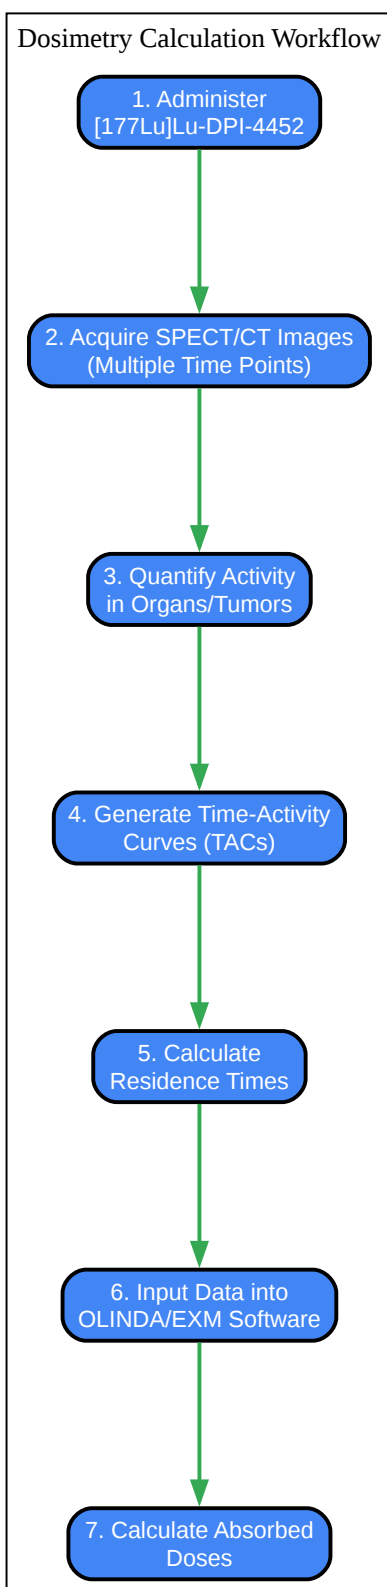 Dosimetry Calculation Workflow
1. Administer
[177Lu]Lu-DPI-4452
2. Acquire SPECT/CT Images
(Multiple Time Points)
3. Quantify Activity
in Organs/Tumors
4. Generate Time-Activity
Curves (TACs)
5. Calculate
Residence Times
6. Input Data into
OLINDA/EXM Software
7. Calculate Absorbed
Doses